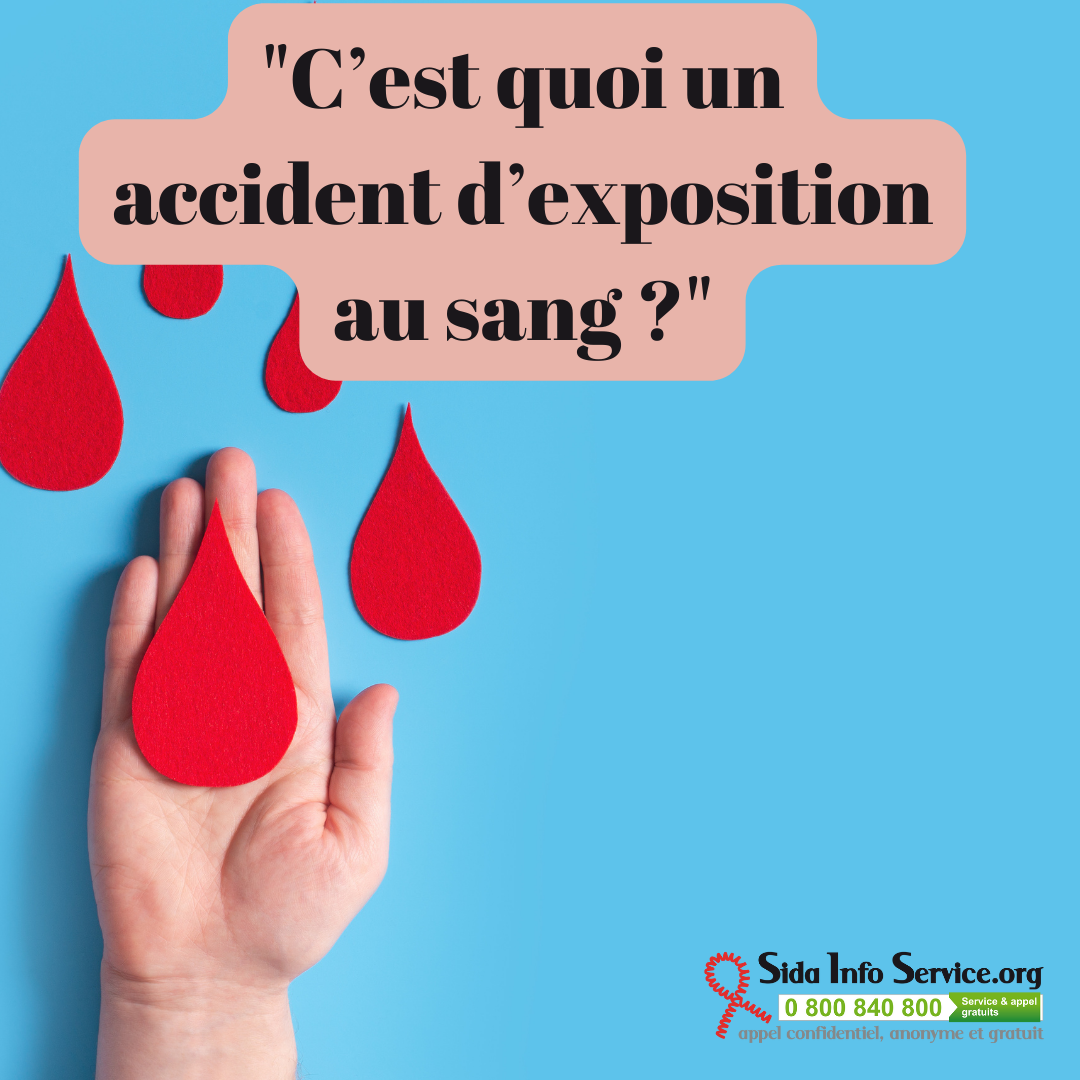 "C’est quoi un
accident d’exposition
au sang ?"
Sida Info Service.org
0 800 840 800
Service & appel
gratuits
appel confidentiel, anonyme et gratuit